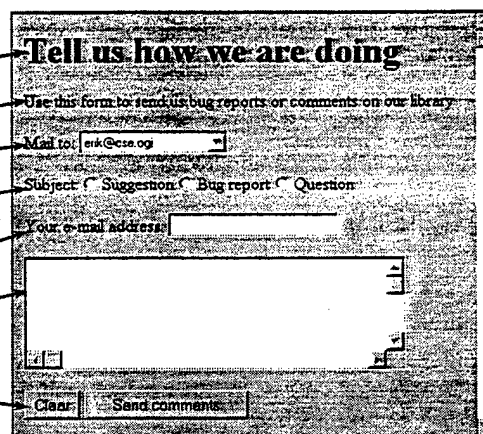 Tell us how we are doing
Use this form to send us bug reports or comments on our library.
Mail to: erik@cse.ogi
Subject: Suggestion Bug report Question
Your e-mail address:
Clear Send comments